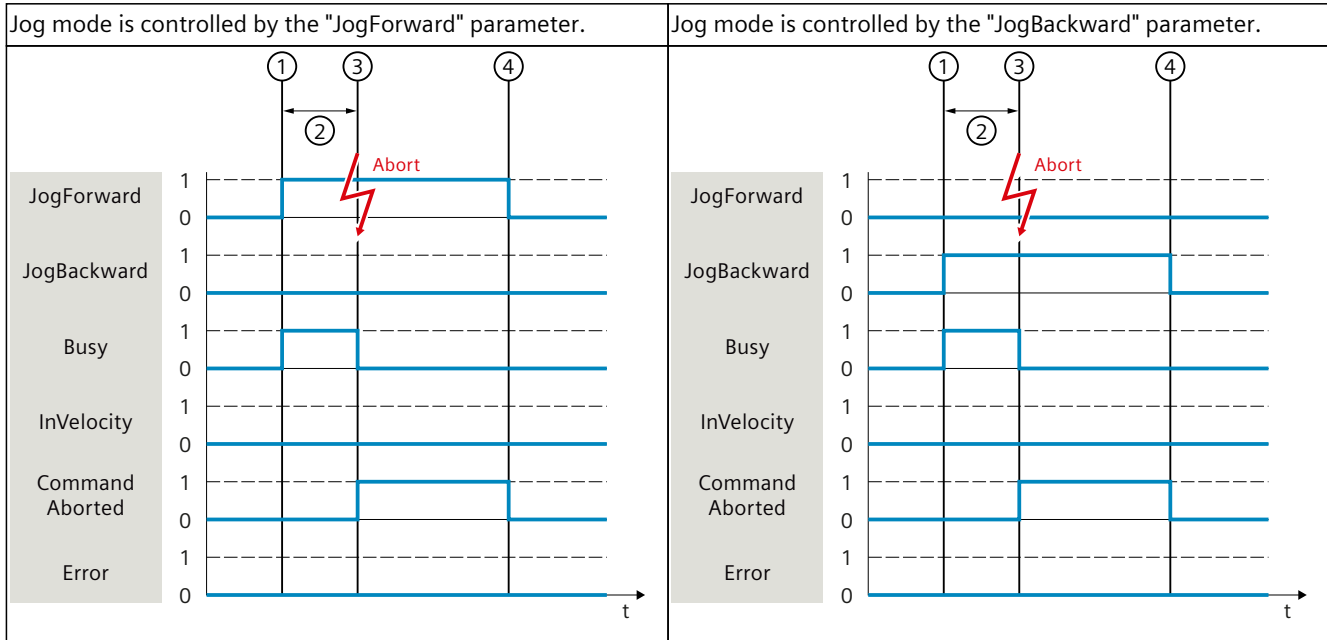 Jog mode is controlled by the "JogForward" parameter.
1 3 4
2
Abort
JogForward 1
0
JogBackward 1
0
Busy 1
0
InVelocity 1
0
Command 1
Aborted 0
Error 1
0
t
Jog mode is controlled by the "JogBackward" parameter.
1 3 4
2
Abort
JogForward 1
0
JogBackward 1
0
Busy 1
0
InVelocity 1
0
Command 1
Aborted 0
Error 1
0
t